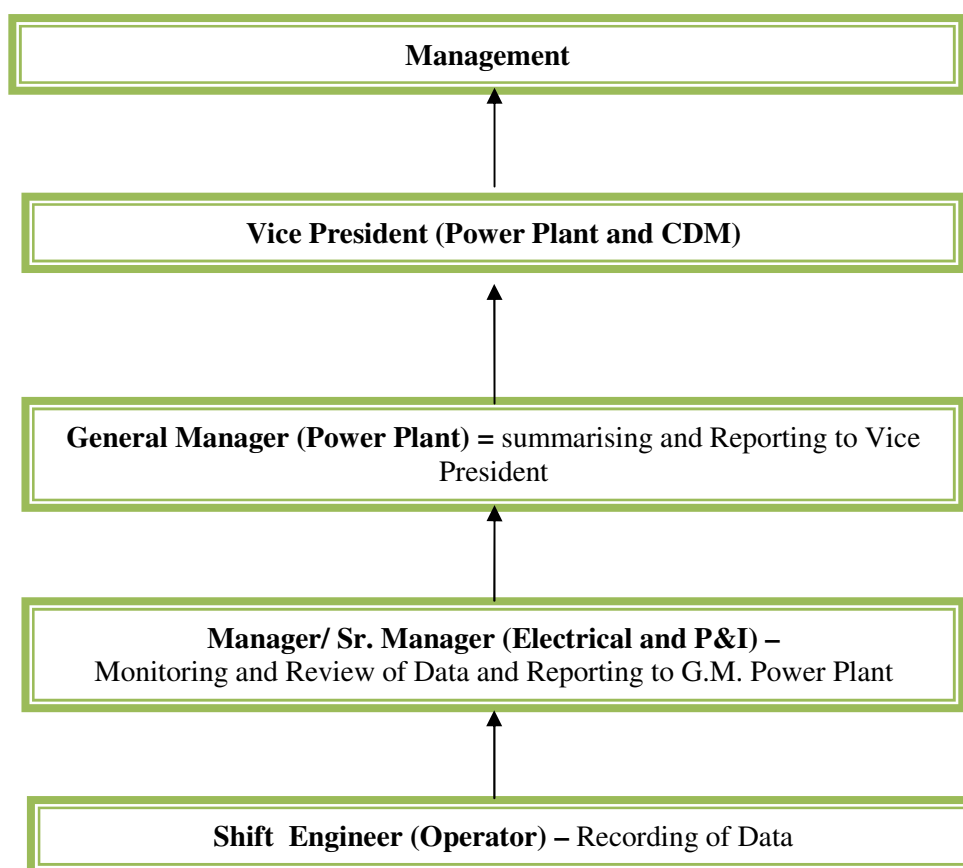 Management
Vice President (Power Plant and CDM)
General Manager (Power Plant) = summarising and Reporting to Vice
President
Manager/ Sr. Manager (Electrical and P&I) –
Monitoring and Review of Data and Reporting to G.M. Power Plant
Shift Engineer (Operator) – Recording of Data